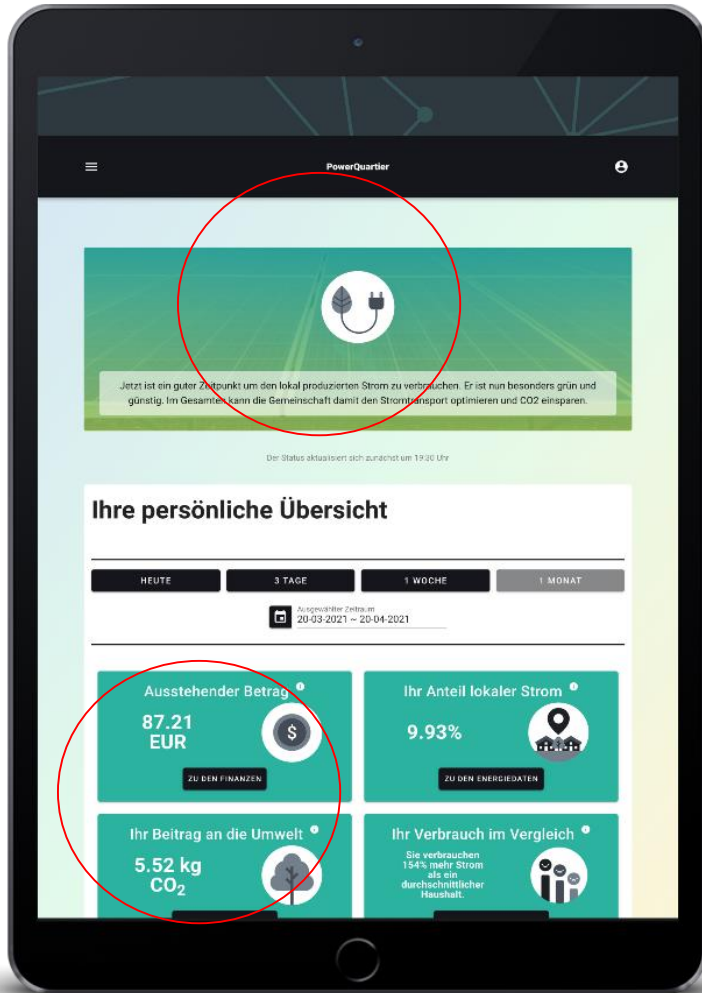 PowerQuartier
Jetzt ist ein guter Zeitpunkt um den lokal produzierten Strom zu verbrauchen. Er ist nun besonders grün und
günstig. Im Gesamten kann die Gemeinschaft damit den Stromtransport optimieren und CO2 einsparen.
Der Status aktualisiert sich zunächst um 19:30 Uhr
Ihre persönliche Übersicht
HEUTE
3 TAGE
1 WOCHE
1 MONAT
Ausgewählter Zeitraum
20-03-2021 ~ 20-04-2021
Ausstehender Betrag
87.21
EUR
$
ZU DEN FINANZEN
Ihr Anteil lokaler Strom
9.93%
ZU DEN ENERGIEDATEN
Ihr Beitrag an die Umwelt
5.52 kg
CO₂
Ihr Verbrauch im Vergleich
Sie verbrauchen
154% mehr Strom
als ein
durchschnittlicher
Haushalt.